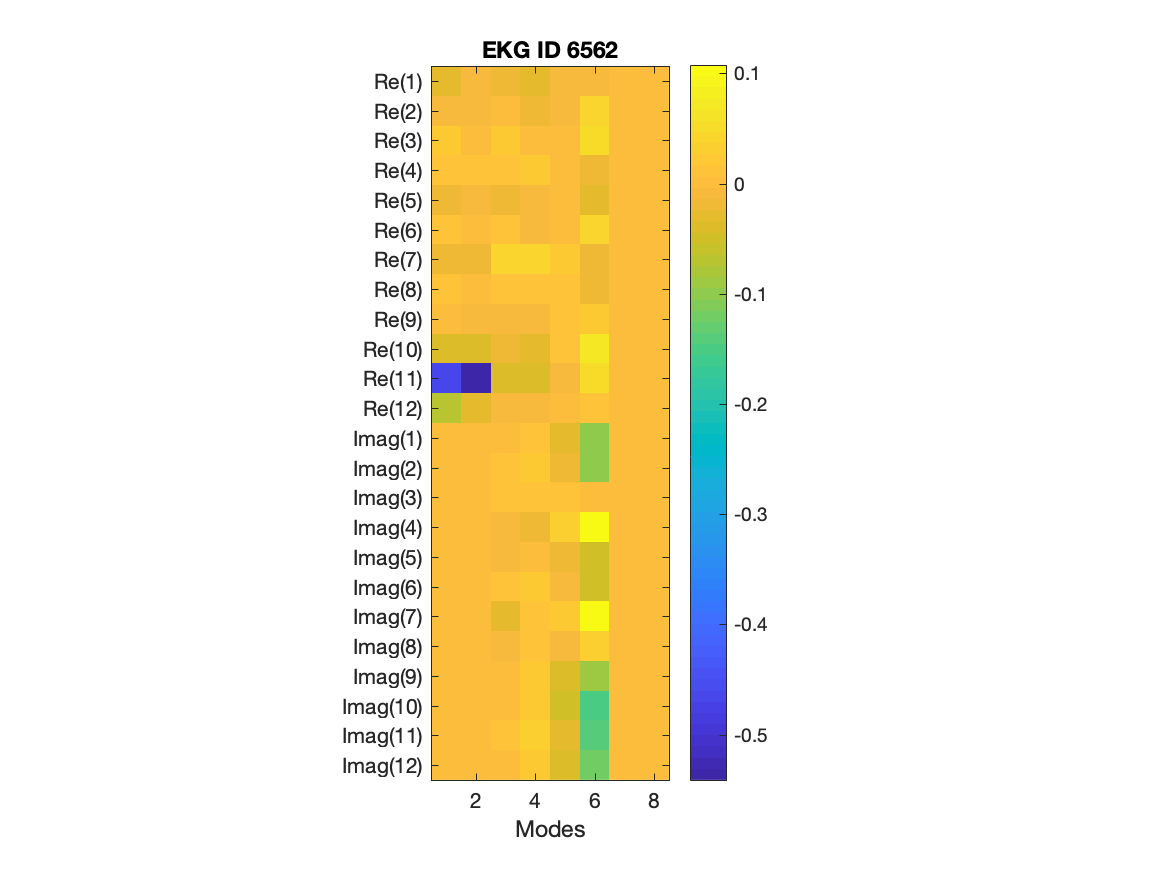 EKG ID 6562
Re(1)
Re(2)
Re(3)
Re(4)
Re(5)
Re(6)
Re(7)
Re(8)
Re(9)
Re(10)
Re(11)
Re(12)
Imag(1)
Imag(2)
Imag(3)
Imag(4)
Imag(5)
Imag(6)
Imag(7)
Imag(8)
Imag(9)
Imag(10)
Imag(11)
Imag(12)
2 4 6 8
Modes
0.1
0
-0.1
-0.2
-0.3
-0.4
-0.5